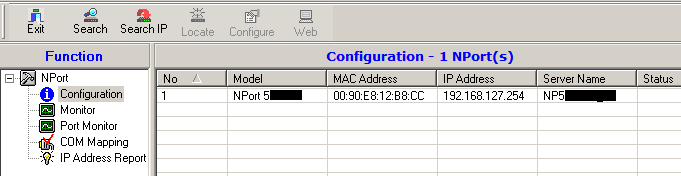 Exit Search Search IP Locate Configure Web
Function
Configuration - 1 NPort(s)
NPort
Configuration
Monitor
Port Monitor
COM Mapping
IP Address Report
No Model MAC Address IP Address Server Name Status
1 NPort 5 00:90:E8:12:B8:CC 192.168.127.254 NP5